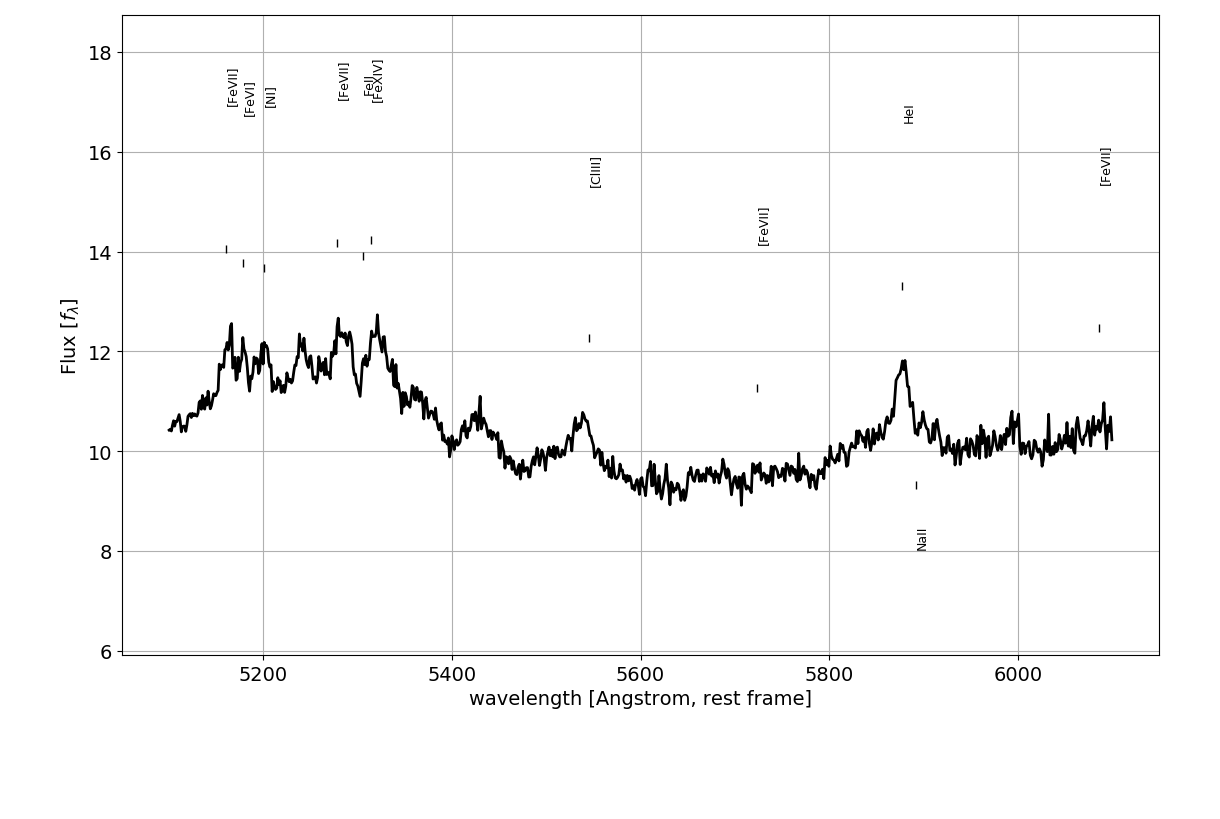 18
16
14
12
10
8
6
Flux [fλ]
[FeVII]
[FeVI]
[NI]
[FeVII]
FeII
[FeXIV]
[ClIII]
[FeVII]
HeI
NaII
[FeVII]
5200 5400 5600 5800 6000
wavelength [Angstrom, rest frame]